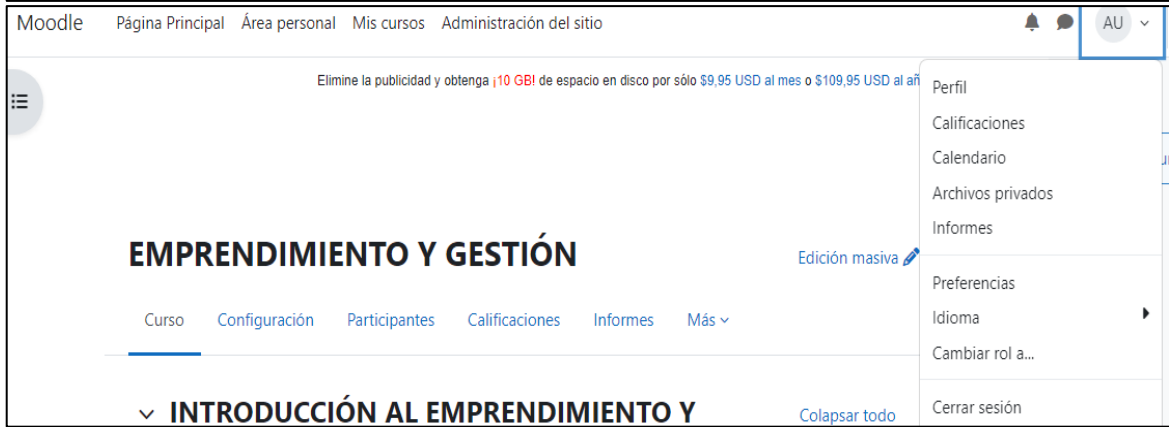 Moodle Página Principal Área personal Mis cursos Administración del sitio AU
Elimine la publicidad y obtenga ¡10 GB! de espacio en disco por sólo $9,95 USD al mes o $109,95 USD al añ
Perfil
Calificaciones
Calendario
Archivos privados
Informes
Preferencias
Idioma
Cambiar rol a...
Cerrar sesión
EMPRENDIMIENTO Y GESTIÓN
Edición masiva
Curso Configuración Participantes Calificaciones Informes Más
INTRODUCCIÓN AL EMPRENDIMIENTO Y
Colapsar todo